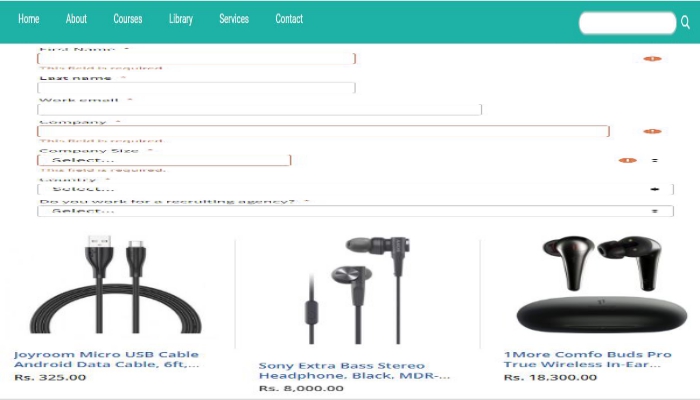 Home About Courses Library Services Contact
First Name *
This field is required.
Last name *
Work email *
Company *
This field is required.
Company Size *
Select...
This field is required.
Country *
Select...
Do you work for a recruiting agency? *
Select...
Joyroom Micro USB Cable
Android Data Cable, 6ft,...
Rs. 325.00
Sony Extra Bass Stereo
Headphone, Black, MDR-...
Rs. 8,000.00
1More Comfo Buds Pro
True Wireless In-Ear...
Rs. 18,300.00